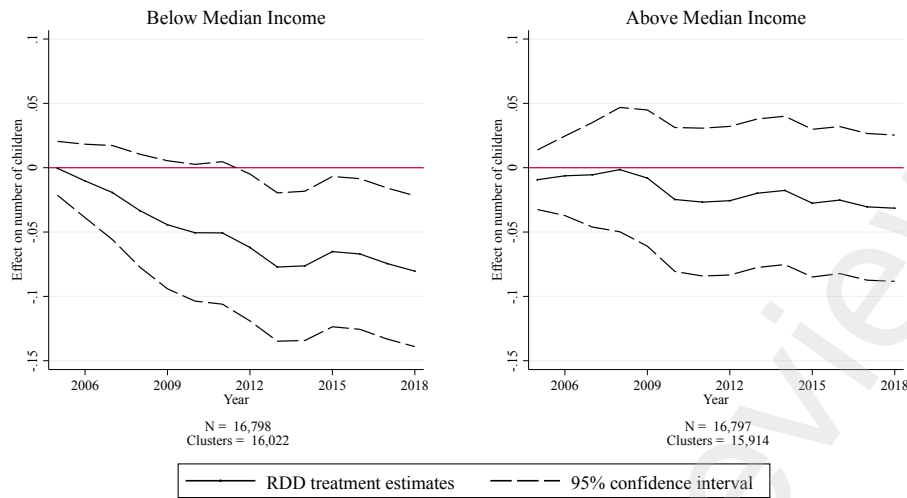 Below Median Income
Above Median Income
Effect on number of children
.1
.05
0
-.05
-.1
-.15
2006 2009 2012 2015 2018
Year
N = 16,798
Clusters = 16,022
Effect on number of children
.1
.05
0
-.05
-.1
-.15
2006 2009 2012 2015 2018
Year
N = 16,797
Clusters = 15,914
RDD treatment estimates 95% confidence interval